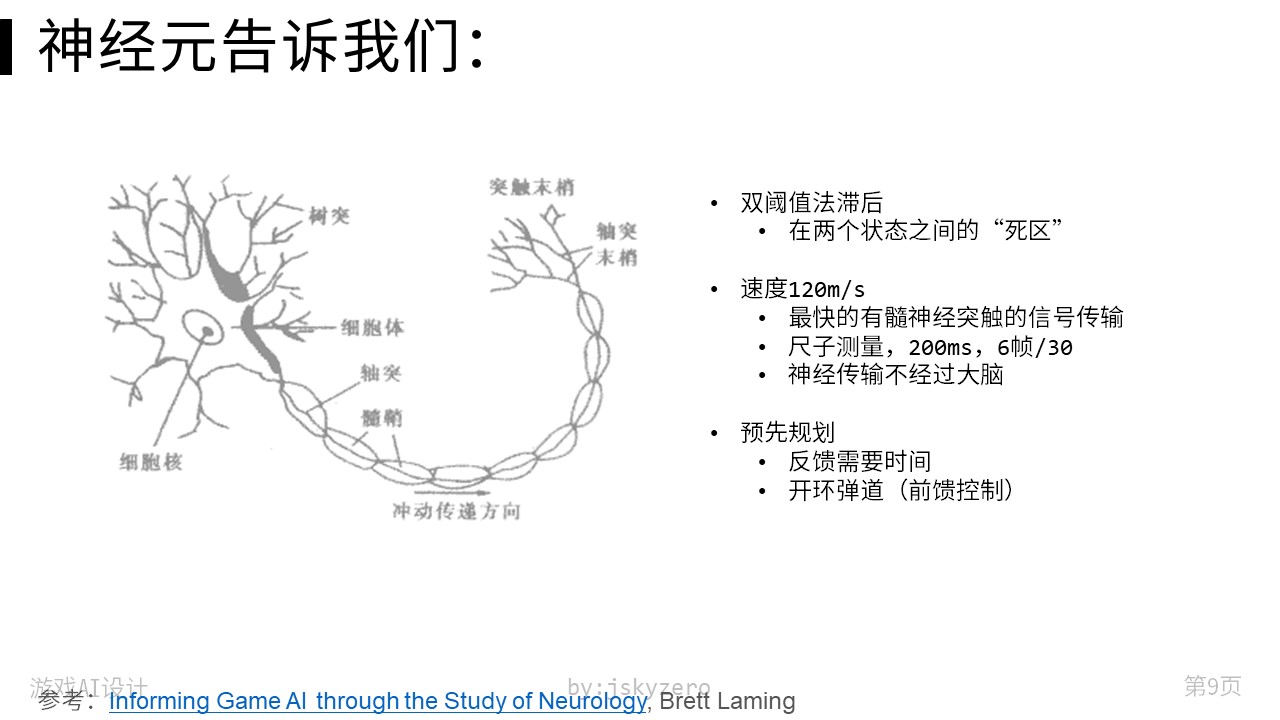 神经元告诉我们：
突触末梢
树突
轴突
末梢
细胞体
轴突
髓鞘
细胞核
冲动传递方向
• 双阈值法滞后
• 在两个状态之间的“死区”
• 速度120m/s
• 最快的有髓神经突触的信号传输
• 尺子测量，200ms，6帧/30
• 神经传输不经过大脑
• 预先规划
• 反馈需要时间
• 开环弹道（前馈控制）
游戏AI设计
by:iskyzero
第9页
参考：Informing Game AI through the Study of Neurology, Brett Laming